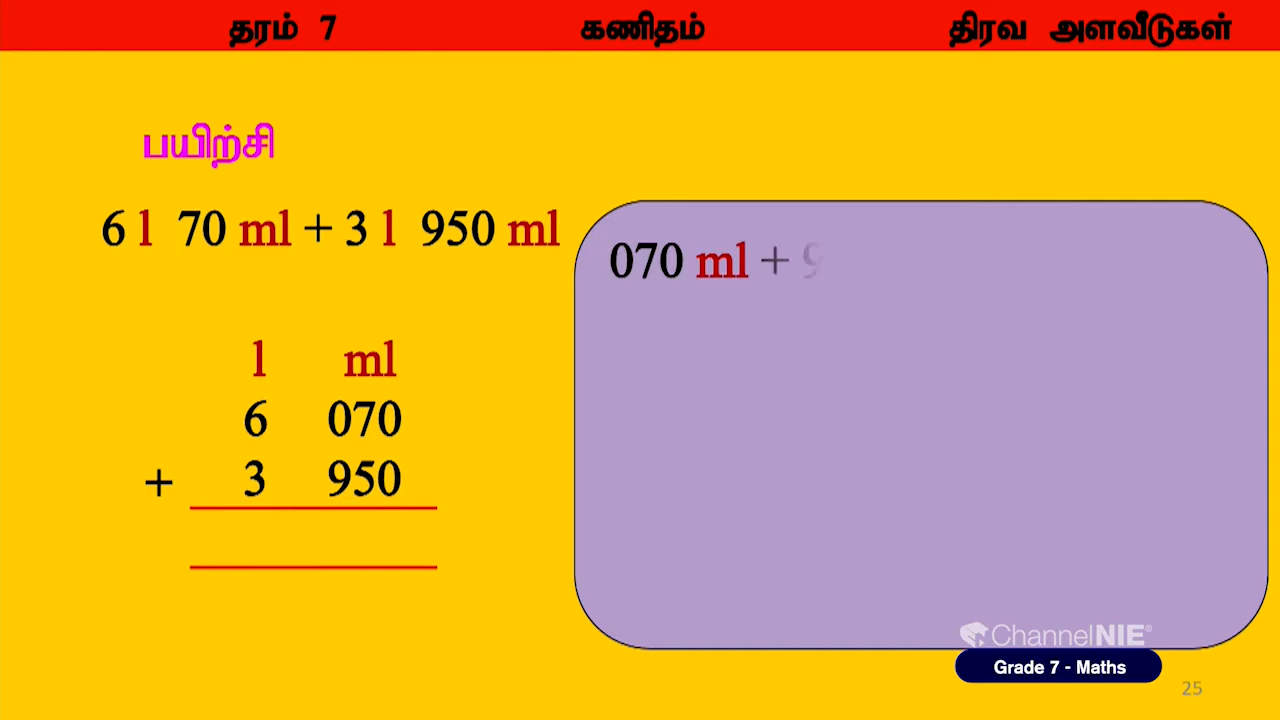 தரம் 7 கணிதம் திரவ அளவீடுகள்
பயிற்சி
6 l 70 ml + 3 l 950 ml
070 ml + 9
l ml
6 070
+ 3 950
ChannelNIE®
Grade 7 - Maths
25